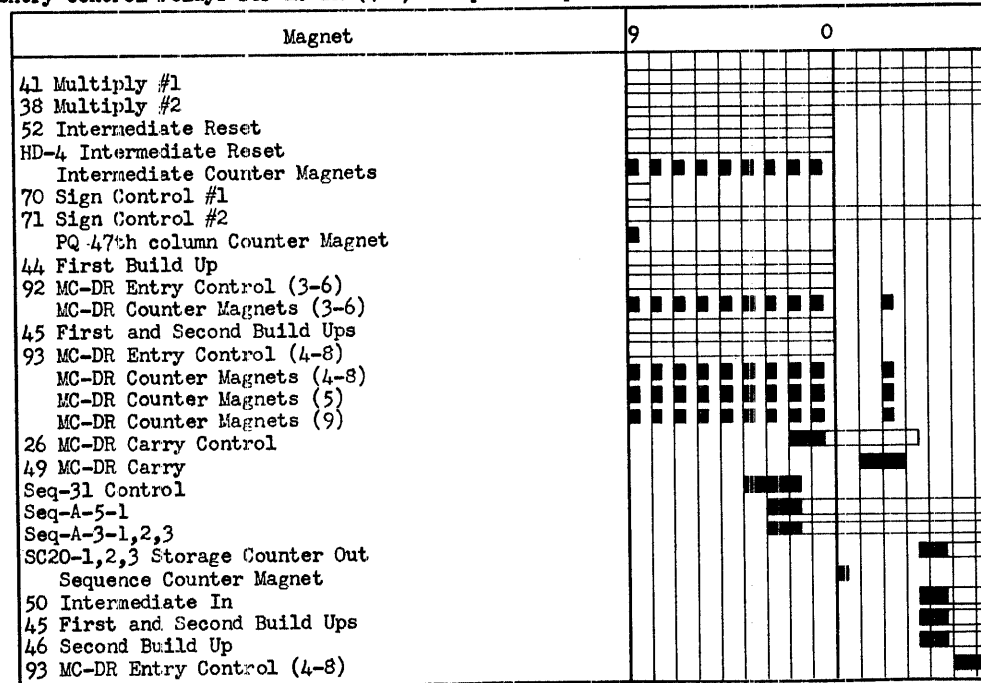 Magnet 9 0
41 Multiply #1
38 Multiply #2
52 Intermediate Reset
HD-4 Intermediate Reset
Intermediate Counter Magnets
70 Sign Control #1
71 Sign Control #2
PQ 47th column Counter Magnet
44 First Build Up
92 MC-DR Entry Control (3-6)
MC-DR Counter Magnets (3-6)
45 First and Second Build Ups
93 MC-DR Entry Control (4-8)
MC-DR Counter Magnets (4-8)
MC-DR Counter Magnets (5)
MC-DR Counter Magnets (9)
26 MC-DR Carry Control
49 MC-DR Carry
Seq-31 Control
Seq-A-5-1
Seq-A-3-1,2,3
SC20-1,2,3 Storage Counter Out
Sequence Counter Magnet
50 Intermediate In
45 First and Second Build Ups
46 Second Build Up
93 MC-DR Entry Control (4-8)